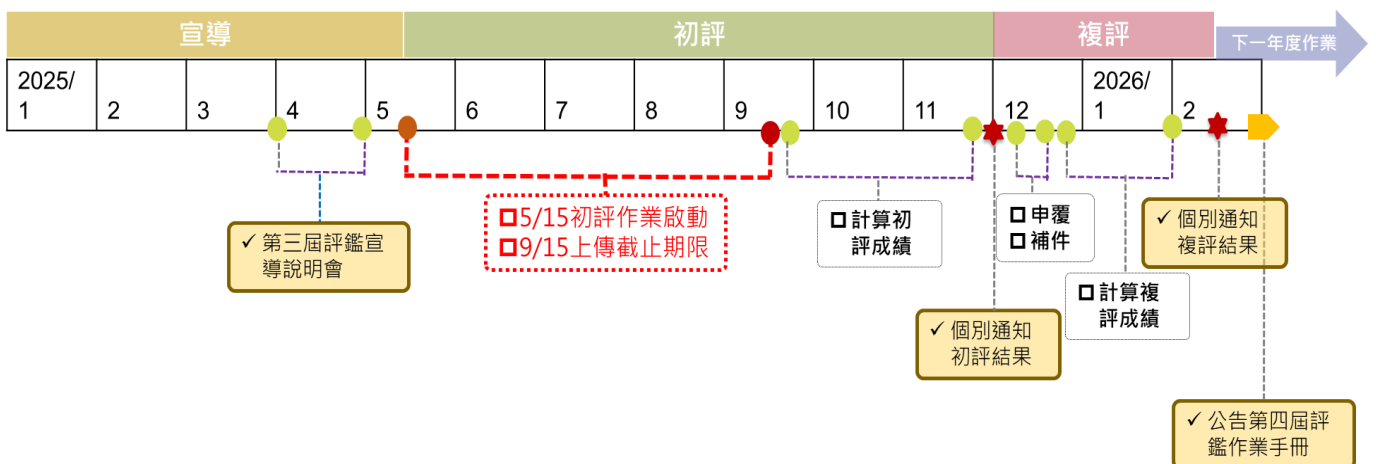 宣導
初評
複評
下一年度作業
2025/
1
2
3
4
5
6
7
8
9
10
11
12
2026/
1
2
5/15初評作業啟動
9/15上傳截止期限
✓ 第三屆評鑑宣
導說明會
計算初
評成績
申覆
補件
✓ 個別通知
複評結果
計算複
評成績
✓ 個別通知
初評結果
✓ 公告第四屆評
鑑作業手冊